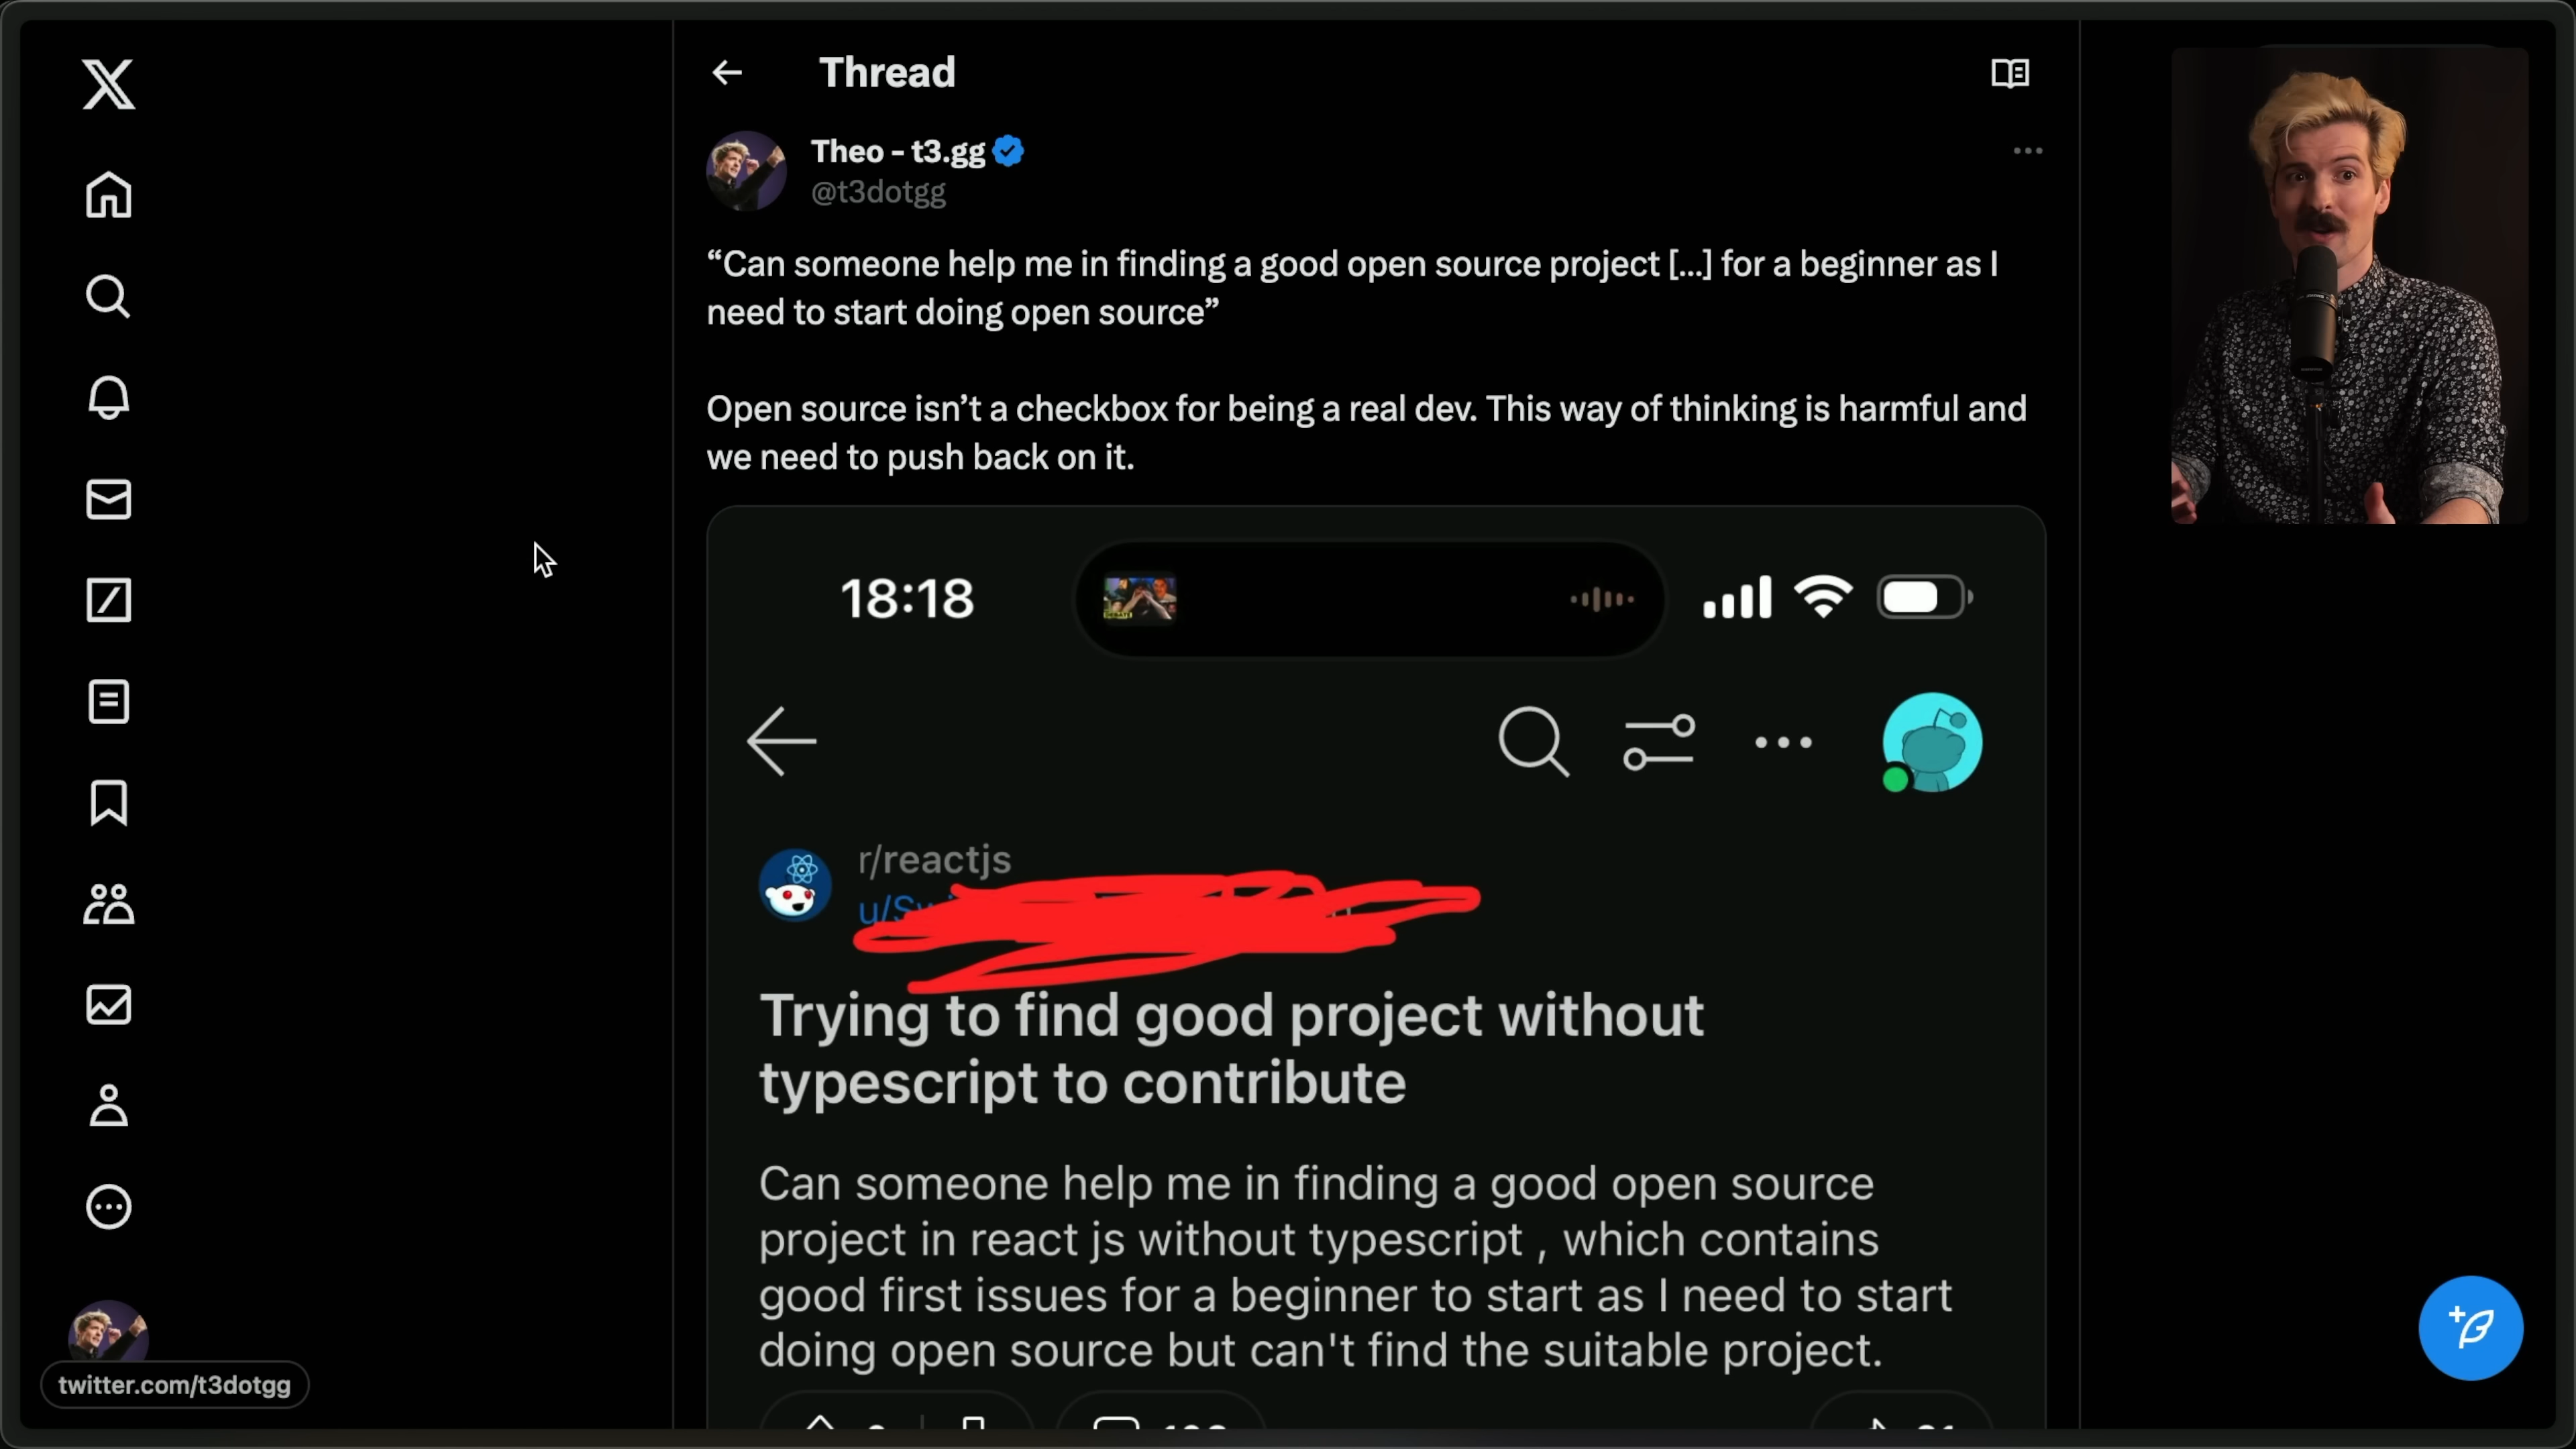 Thread
Theo - t3.gg
@t3dotgg
“Can someone help me in finding a good open source project [...] for a beginner as I
need to start doing open source”
Open source isn’t a checkbox for being a real dev. This way of thinking is harmful and
we need to push back on it.
18:18
r/reactjs
Trying to find good project without
typescript to contribute
Can someone help me in finding a good open source
project in react js without typescript , which contains
good first issues for a beginner to start as I need to start
doing open source but can't find the suitable project.
twitter.com/t3dotgg